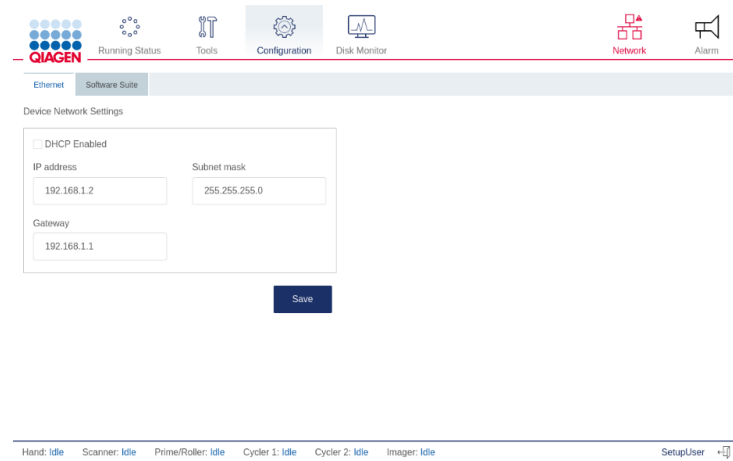 QIAGEN
Running Status Tools Configuration Disk Monitor Network Alarm
Ethernet Software Suite
Device Network Settings
DHCP Enabled
IP address Subnet mask
192.168.1.2 255.255.255.0
Gateway
192.168.1.1
Save
Hand: Idle Scanner: Idle Prime/Roller: Idle Cycler 1: Idle Cycler 2: Idle Imager: Idle SetupUser